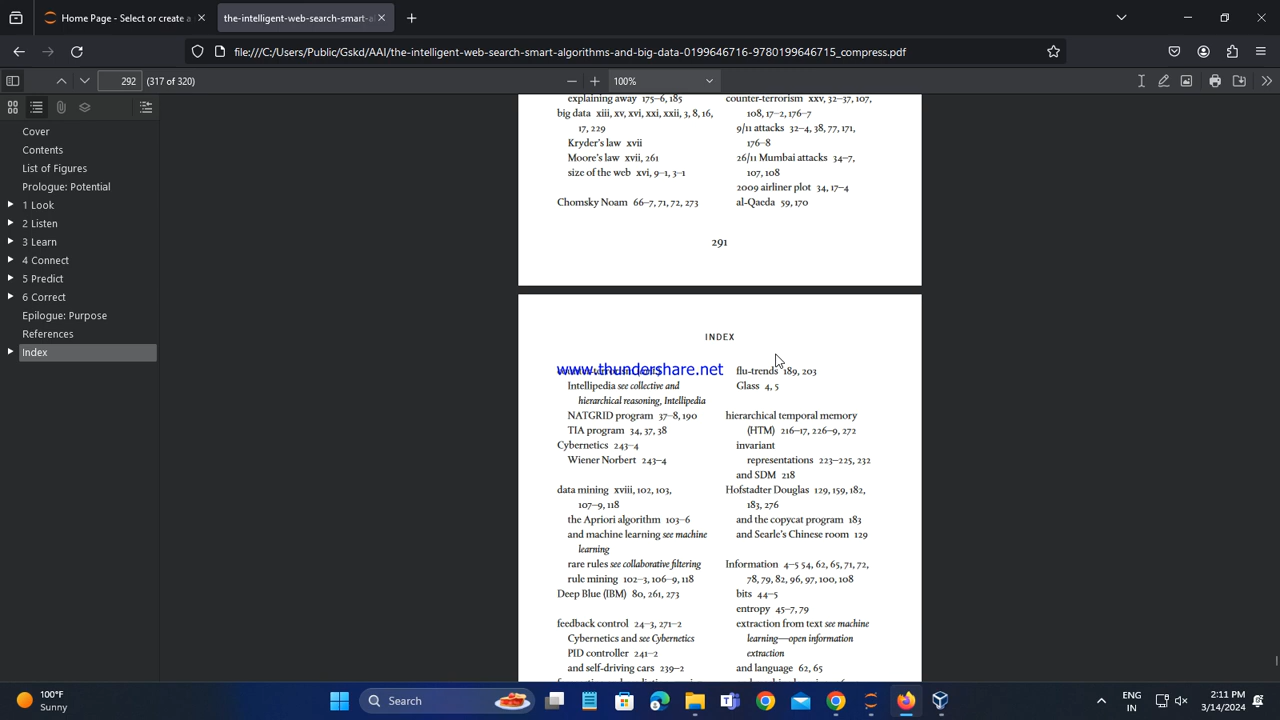 Home Page - Select or create a
the-intelligent-web-search-smart-al
file:///C:/Users/Public/Gskd/AAI/the-intelligent-web-search-smart-algorithms-and-big-data-0199646716-9780199646715_compress.pdf
292 (317 of 320)
100%
Cover
Contents
List of Figures
Prologue: Potential
1 Look
2 Listen
3 Learn
4 Connect
5 Predict
6 Correct
Epilogue: Purpose
References
Index
explaining away 175–6, 185
big data xiii, xv, xvi, xxi, xxii, 3, 8, 16,
17, 229
Kryder's law xvii
Moore's law xvii, 261
size of the web xvi, 9–1, 3–1
Chomsky Noam 66–7, 71, 72, 273
counter-terrorism xxv, 32–37, 107,
108, 17–2, 176–7
9/11 attacks 32–4, 38, 77, 171,
176–8
26/11 Mumbai attacks 34–7,
107, 108
2009 airliner plot 34, 17–4
al-Qaeda 59, 170
291
INDEX
www.thundershare.net
Intellipedia see collective and
hierarchical reasoning, Intellipedia
NATGRID program 37–8, 190
TIA program 34, 37, 38
Cybernetics 243–4
Wiener Norbert 243–4
data mining xviii, 102, 103,
107–9, 118
the Apriori algorithm 103–6
and machine learning see machine
learning
rare rules see collaborative filtering
rule mining 102–3, 106–9, 118
Deep Blue (IBM) 80, 261, 273
feedback control 24–3, 271–2
Cybernetics and see Cybernetics
PID controller 241–2
and self-driving cars 239–2
flu-trends 189, 203
Glass 4, 5
hierarchical temporal memory
(HTM) 216–17, 226–9, 272
invariant
representations 223–225, 232
and SDM 218
Hofstadter Douglas 129, 159, 182,
183, 276
and the copycat program 183
and Searle's Chinese room 129
Information 4–5 54, 62, 65, 71, 72,
78, 79, 82, 96, 97, 100, 108
bits 44–5
entropy 45–7, 79
extraction from text see machine
learning—open information
extraction
and language 62, 65
100°F
Sunny
Search
ENG
IN
2:11 PM
3/14/2024